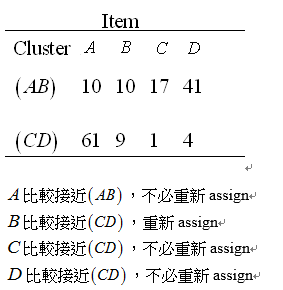 Item
Cluster A B C D
(AB) 10 10 17 41
(CD) 61 9 1 4
A 比較接近(AB)，不必重新 assign
B 比較接近(CD)，重新 assign
C 比較接近(CD)，不必重新 assign
D 比較接近(CD)，不必重新 assign